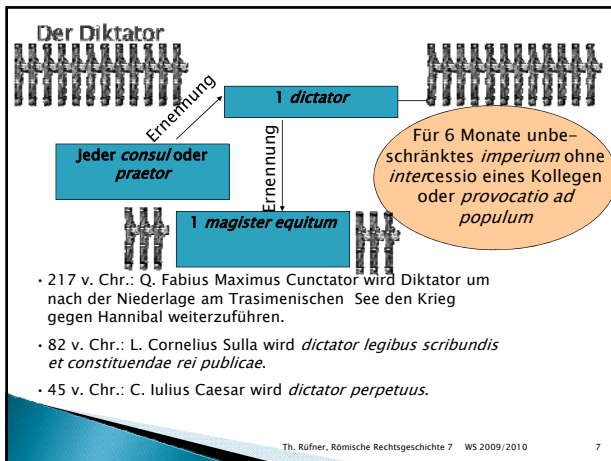 Der Diktator
1 dictator
Ernennung
Jeder consul oder
praetor
Ernennung
1 magister equitum
Für 6 Monate unbe-
schränktes imperium ohne
intercessio eines Kollegen
oder provocatio ad
populum
• 217 v. Chr.: Q. Fabius Maximus Cunctator wird Diktator um
nach der Niederlage am Trasimenischen See den Krieg
gegen Hannibal weiterzuführen.
• 82 v. Chr.: L. Cornelius Sulla wird dictator legibus scribundis
et constituendae rei publicae.
• 45 v. Chr.: C. Iulius Caesar wird dictator perpetuus.
Th. Rüfner, Römische Rechtsgeschichte 7 WS 2009/2010 7